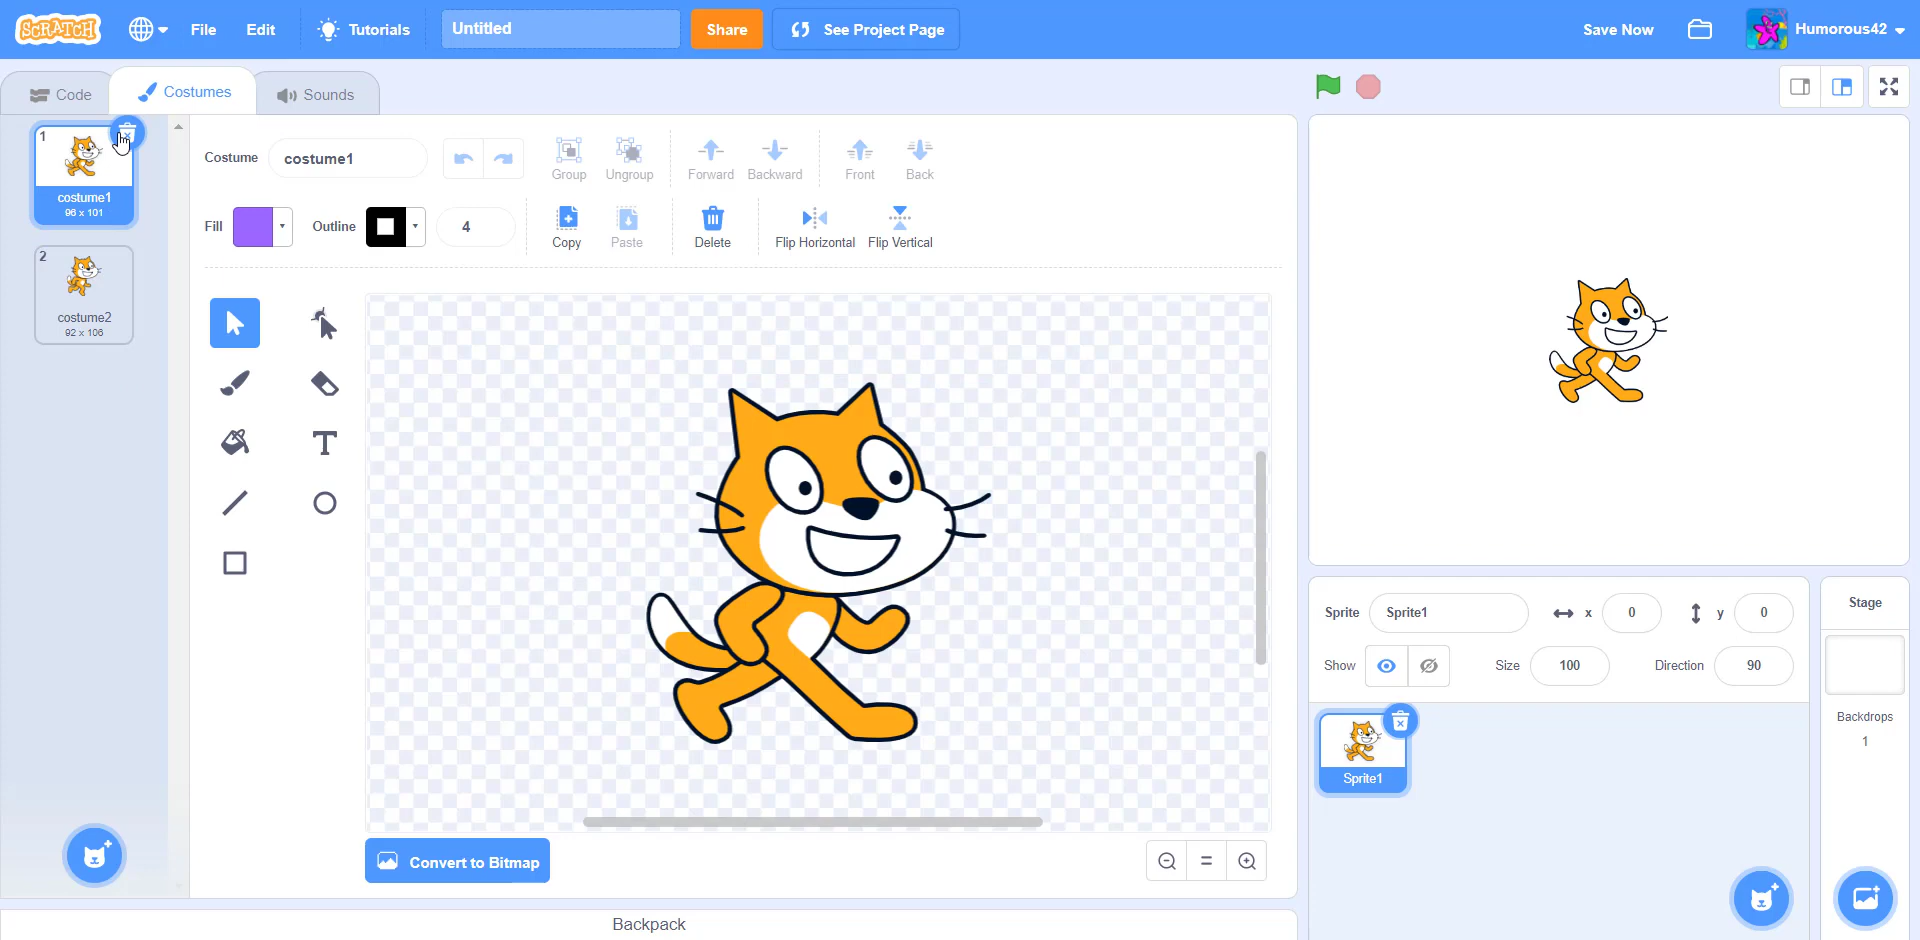 SCRATCH
File
Edit
Tutorials
Untitled
Share
See Project Page
Save Now
Humorous42
Code
Costumes
Sounds
1
costume1
96 x 101
2
costume2
92 x 106
Costume
costume1
Group
Ungroup
Forward
Backward
Front
Back
Fill
Outline
4
Copy
Paste
Delete
Flip Horizontal
Flip Vertical
T
Convert to Bitmap
Backpack
Sprite
Sprite1
x
0
y
0
Show
Size
100
Direction
90
Sprite1
Stage
Backdrops
1